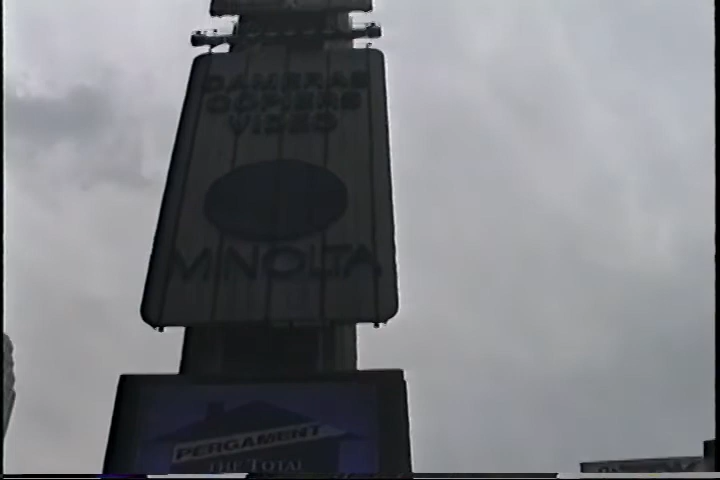 CAMERAS
COPIERS
VIDEO
MINOLTA
PERGAMENT
THE TOTAL